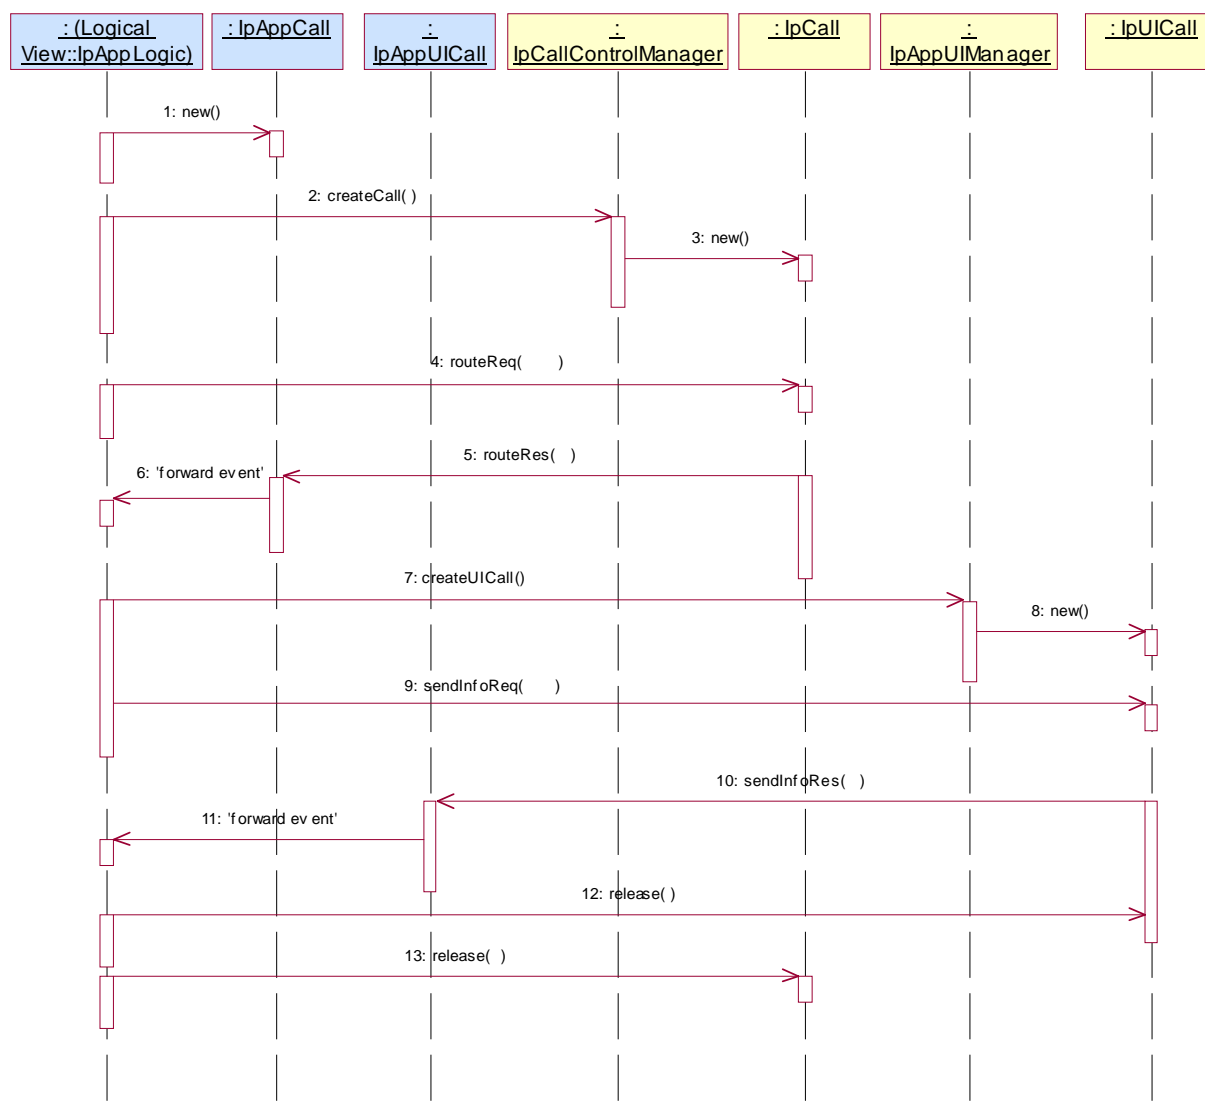 : (Logical
View::IpAppLogic)
: IpAppCall
:
IpAppUICall
:
IpCallControlManager
: IpCall
:
IpAppUIManager
: IpUICall
1: new()
2: createCall( )
3: new()
4: routeReq( )
5: routeRes( )
6: 'forward event'
7: createUICall()
8: new()
9: sendInfoReq( )
10: sendInfoRes( )
11: 'forward event'
12: release( )
13: release( )